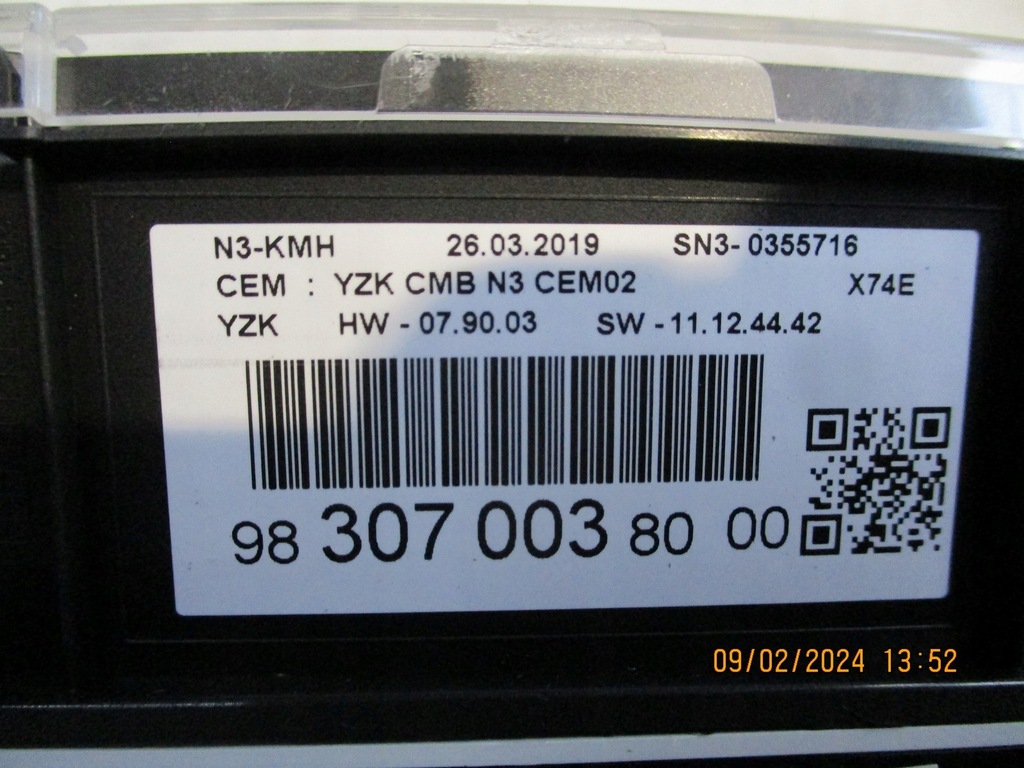 N3-KMH 26.03.2019 SN3- 0355716
CEM : YZK CMB N3 CEM02 X74E
YZK HW - 07.90.03 SW - 11.12.44.42
98 307 003 80 00
09/02/2024 13:52